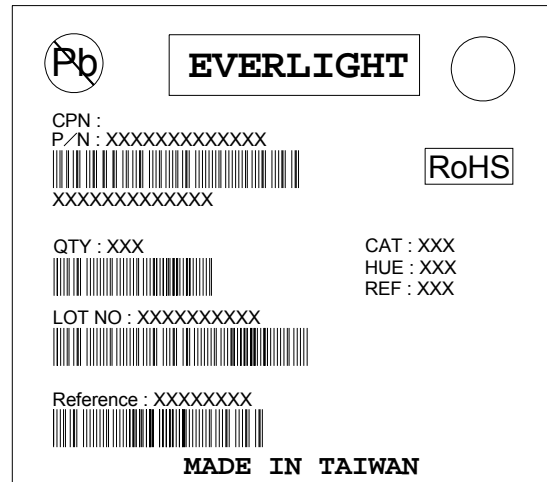 Pb
EVERLIGHT
CPN :
P/N : XXXXXXXXXXXXX
RoHS
XXXXXXXXXXXXX
QTY : XXX
CAT : XXX
HUE : XXX
REF : XXX
LOT NO : XXXXXXXXXX
Reference : XXXXXXXX
MADE IN TAIWAN